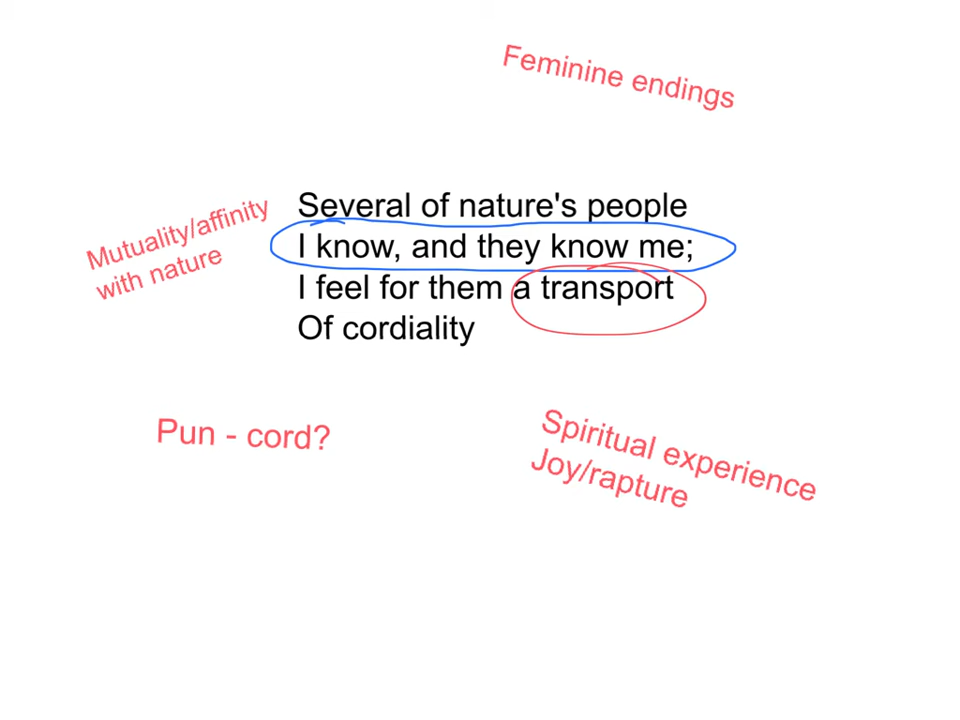 Feminine endings
Several of nature's people
I know, and they know me;
I feel for them a transport
Of cordiality
Mutuality/affinity
with nature
Pun - cord?
Spiritual experience
Joy/rapture